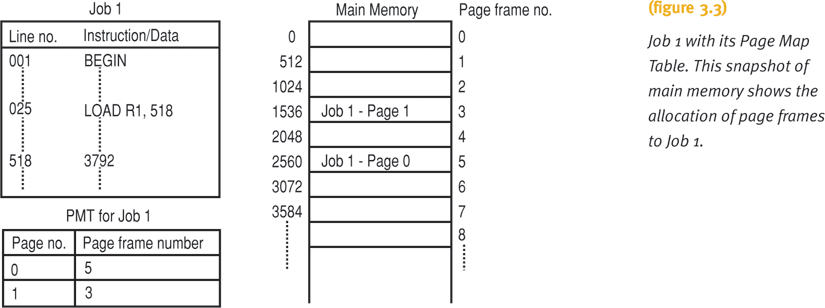 Job 1
Line no. Instruction/Data
001 BEGIN
025 LOAD R1, 518
518 3792
PMT for Job 1
Page no. Page frame number
0 5
1 3
Main Memory Page frame no.
0 0
512 1
1024 2
1536 Job 1 - Page 1 3
2048 4
2560 Job 1 - Page 0 5
3072 6
3584 7
8
(figure 3.3)
Job 1 with its Page Map
Table. This snapshot of
main memory shows the
allocation of page frames
to Job 1.